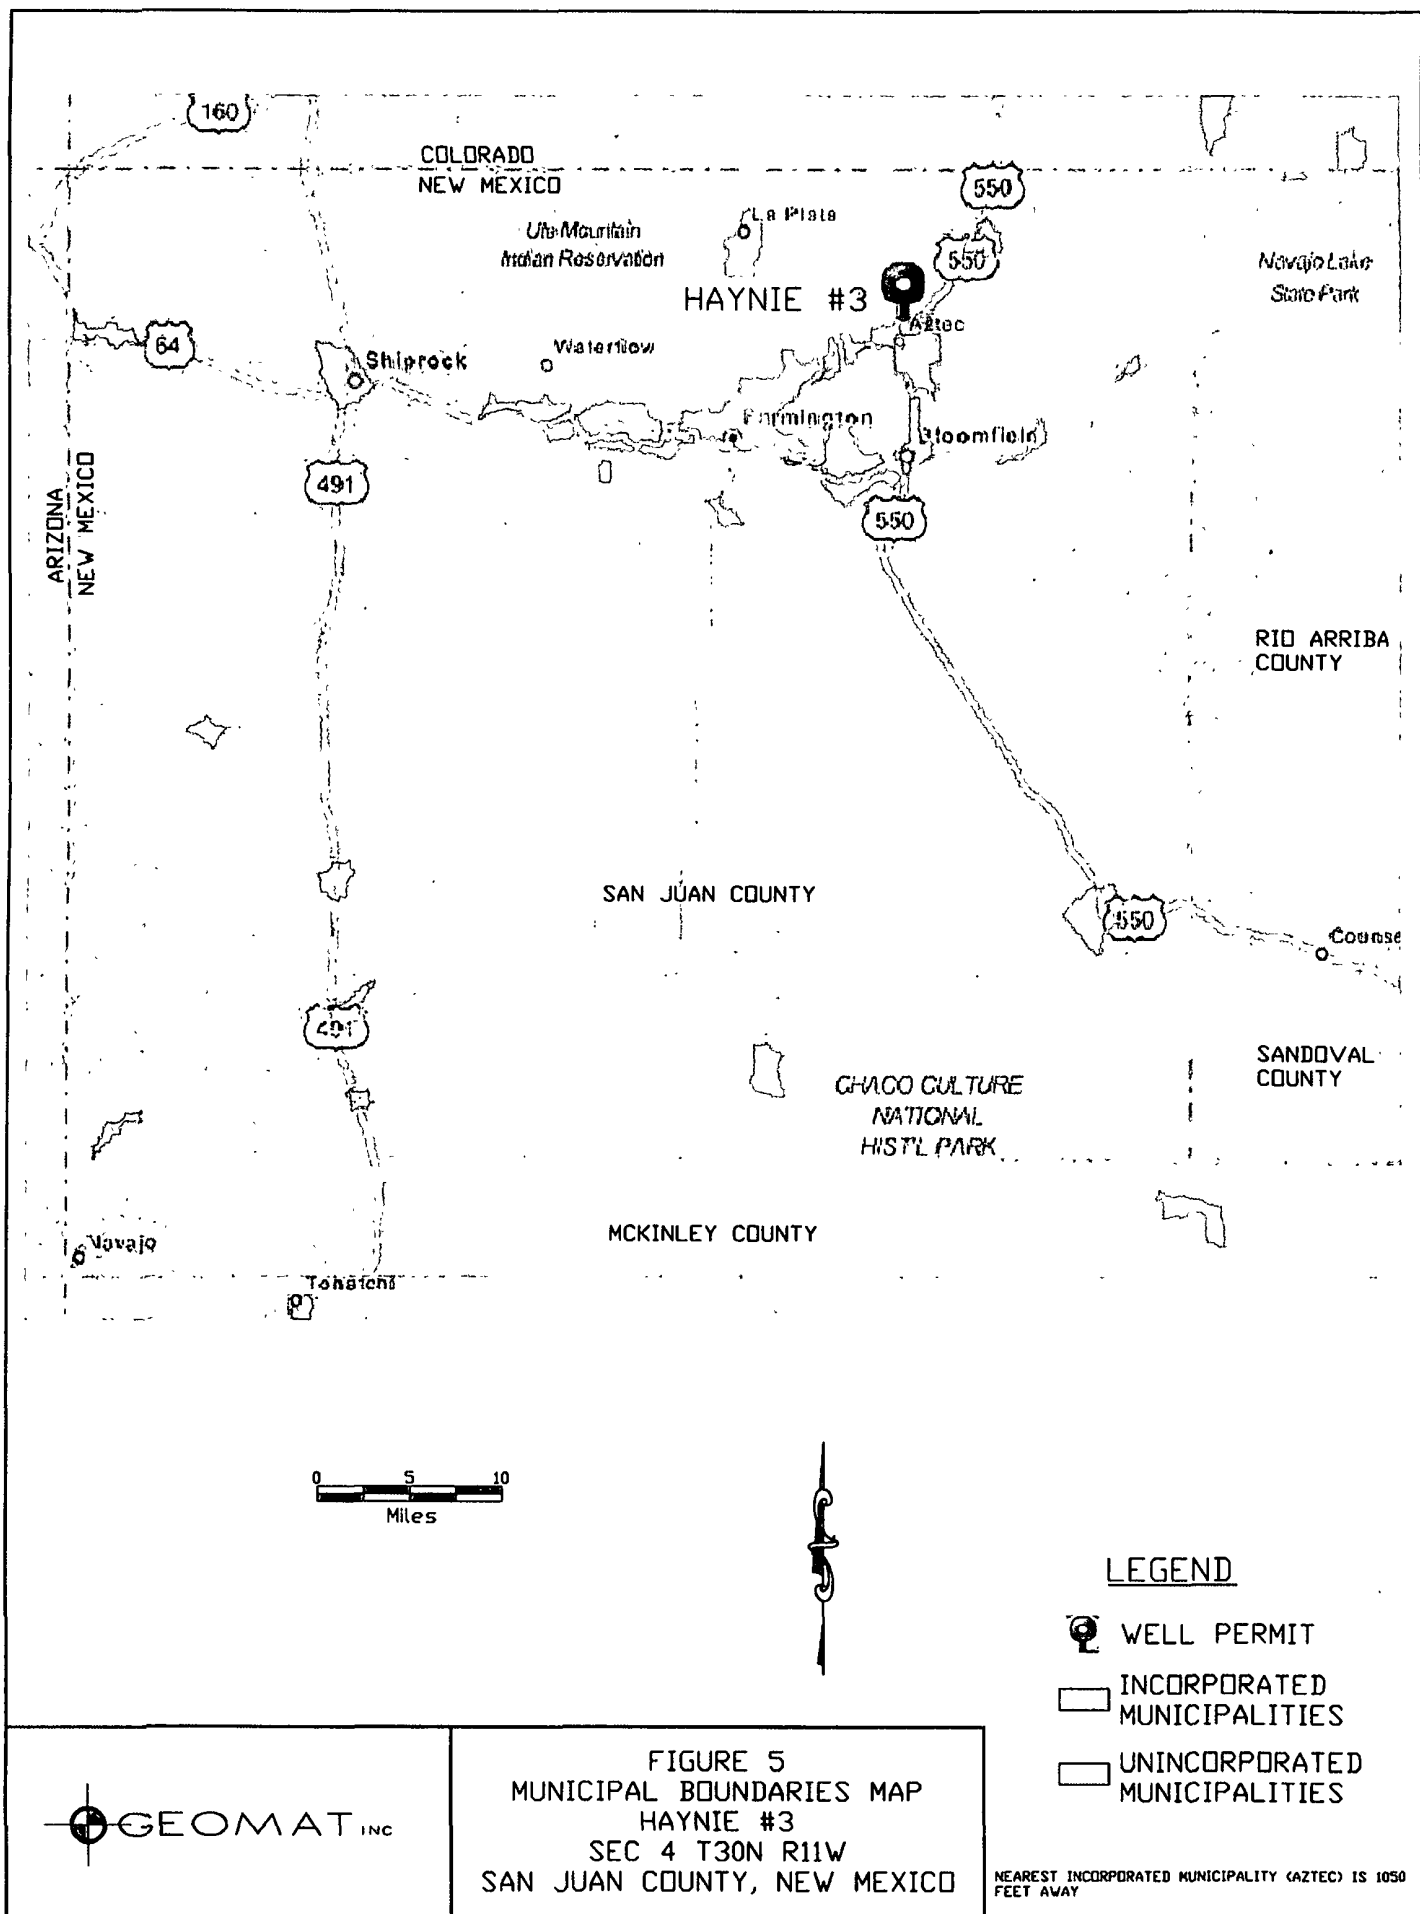 160
COLORADO
NEW MEXICO
550
La Plata
Ute Mountain
Indian Reservation
550
Navajo Lake
State Park
HAYNIE #3
Aztec
64
Shiprock
Waterflow
Farmington
Bloomfield
491
550
ARIZONA
NEW MEXICO
RIO ARRIBA
COUNTY
SAN JUAN COUNTY
550
Counse
491
SANDOVAL
COUNTY
CHACO CULTURE
NATIONAL
HIST'L PARK
MCKINLEY COUNTY
Navajo
Tohatchi
0 5 10
Miles
LEGEND
WELL PERMIT
INCORPORATED
MUNICIPALITIES
UNINCORPORATED
MUNICIPALITIES
GEOMAT INC
FIGURE 5
MUNICIPAL BOUNDARIES MAP
HAYNIE #3
SEC 4 T30N R11W
SAN JUAN COUNTY, NEW MEXICO
NEAREST INCORPORATED MUNICIPALITY (AZTEC) IS 1050
FEET AWAY